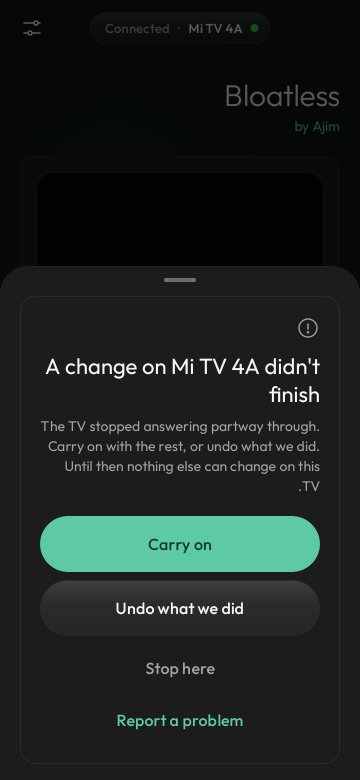 Connected · Mi TV 4A
Bloatless
by Ajim
A change on Mi TV 4A didn't
finish
The TV stopped answering partway through.
Carry on with the rest, or undo what we did.
Until then nothing else can change on this
.TV
Carry on
Undo what we did
Stop here
Report a problem